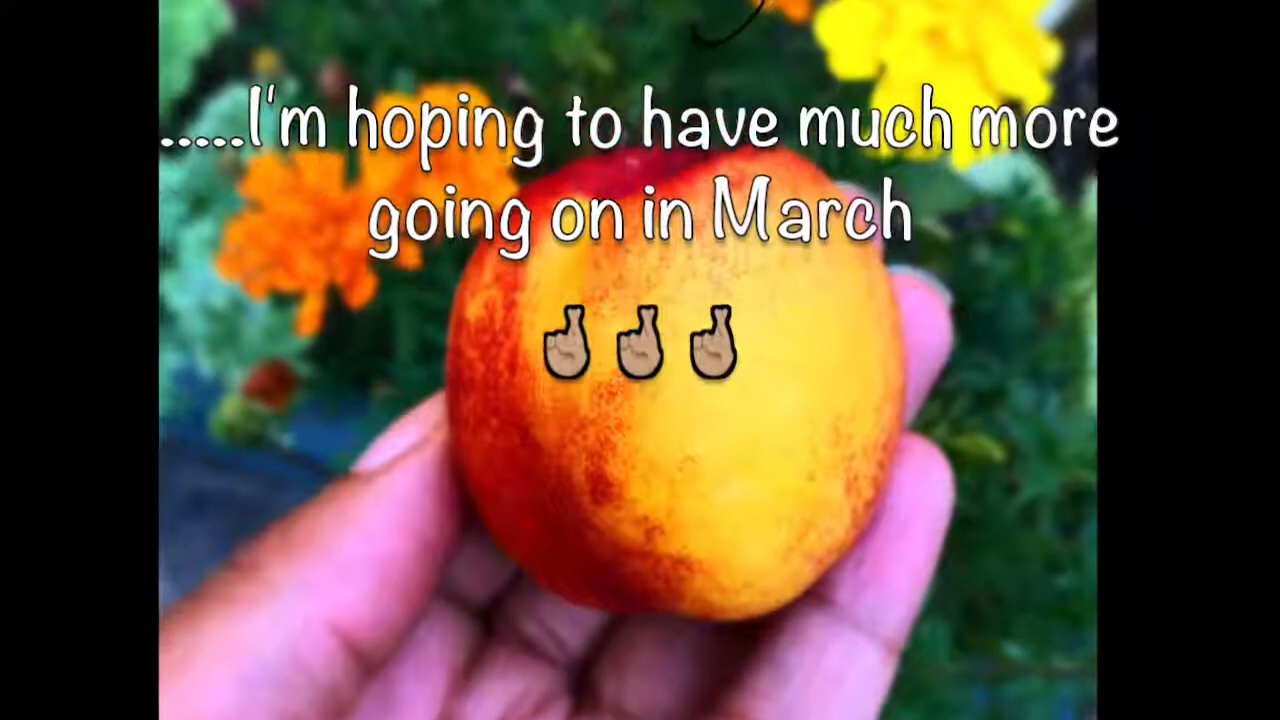 .....I'm hoping to have much more
going on in March
🤞🏽🤞🏽🤞🏽